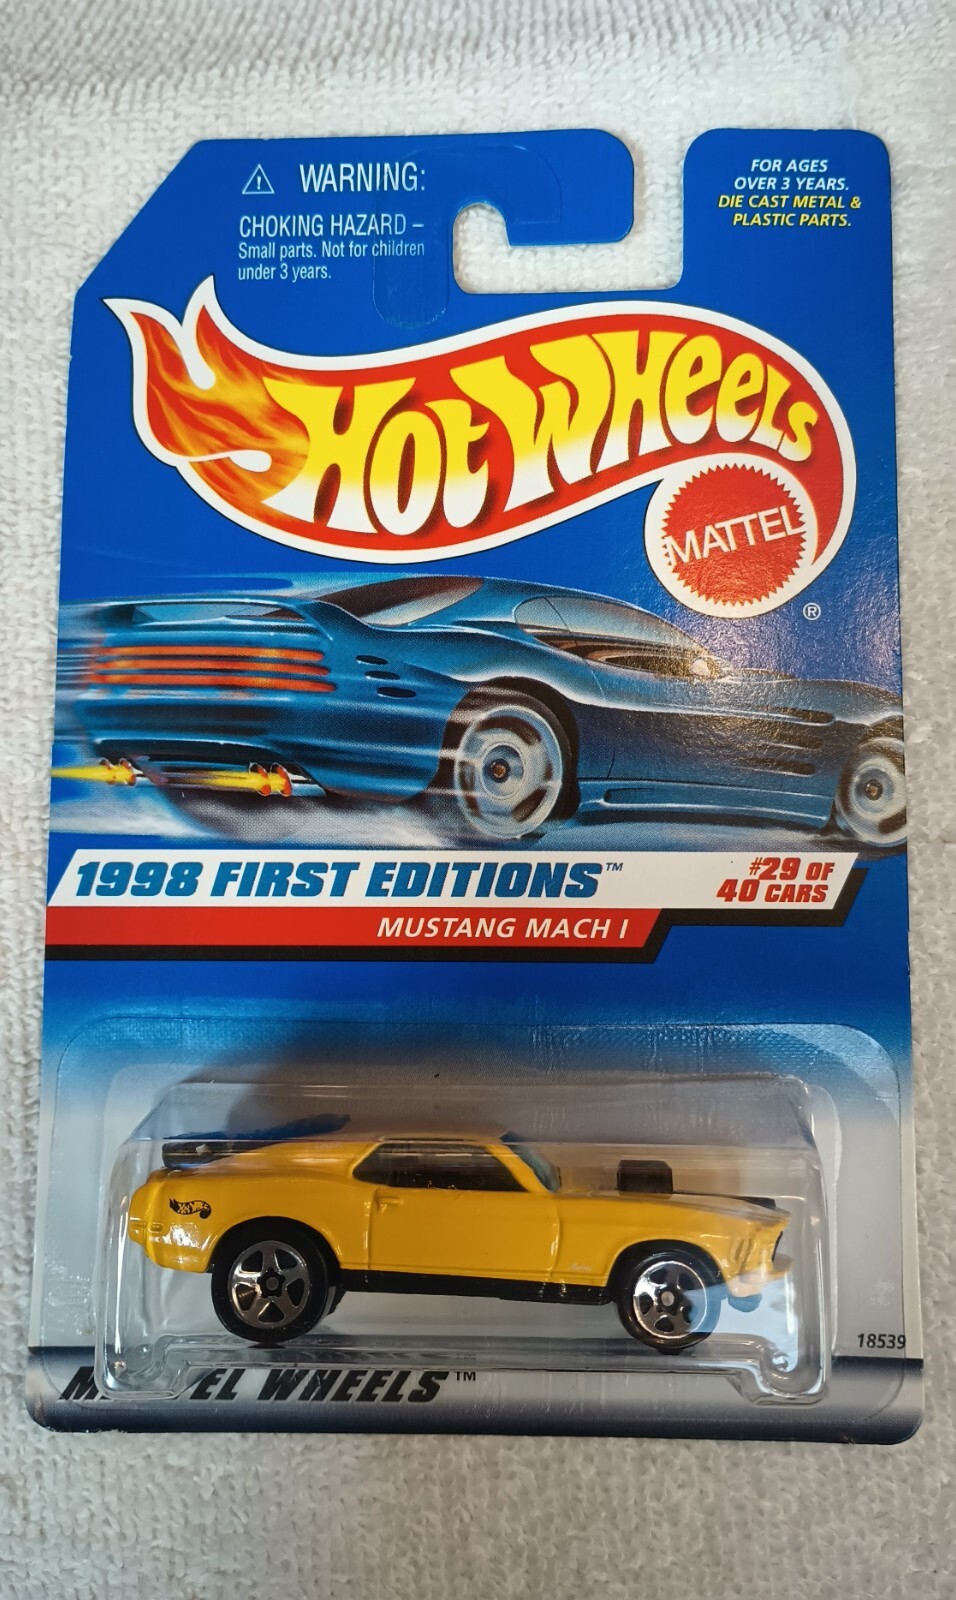 WARNING:
CHOKING HAZARD –
Small parts. Not for children
under 3 years.
FOR AGES
OVER 3 YEARS.
DIE CAST METAL &
PLASTIC PARTS.
HOT WHEELS
MATTEL
®
1998 FIRST EDITIONS™
#29 OF
40 CARS
MUSTANG MACH I
18539
WHEELS™